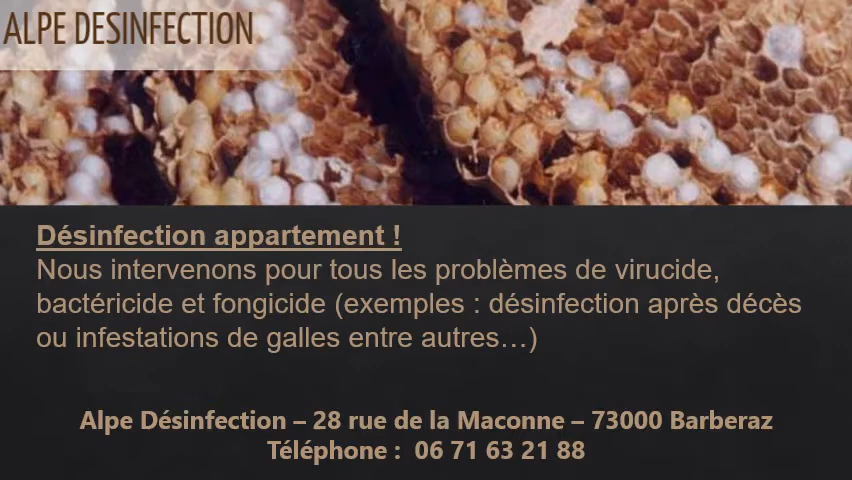 ALPE DESINFECTION
Désinfection appartement !
Nous intervenons pour tous les problèmes de virucide,
bactéricide et fongicide (exemples : désinfection après décès
ou infestations de galles entre autres…)
Alpe Désinfection – 28 rue de la Maconne – 73000 Barberaz
Téléphone : 06 71 63 21 88